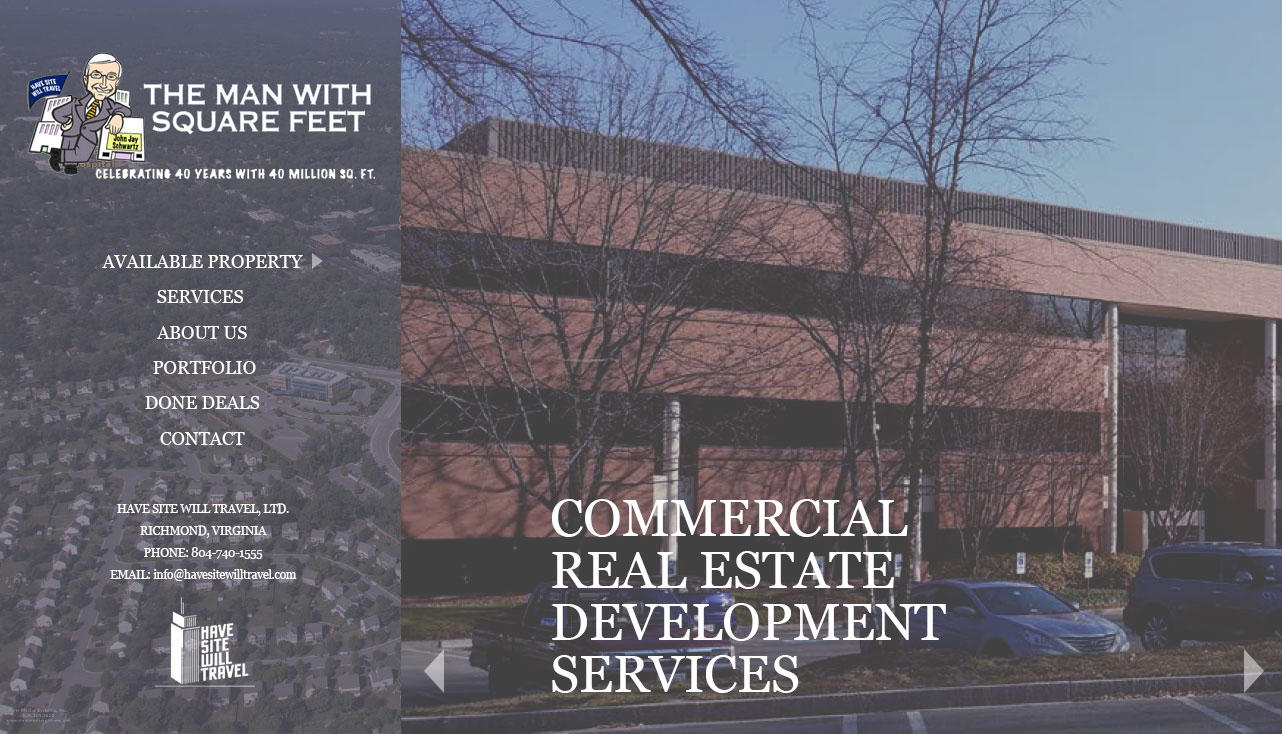 HAVE SITE
WILL TRAVEL
John Jay
Schwartz
THE MAN WITH
SQUARE FEET
CELEBRATING 40 YEARS WITH 40 MILLION SQ. FT.
AVAILABLE PROPERTY
SERVICES
ABOUT US
PORTFOLIO
DONE DEALS
CONTACT
HAVE SITE WILL TRAVEL, LTD.
RICHMOND, VIRGINIA
PHONE: 804-740-1555
EMAIL: info@havesitewilltravel.com
HAVE
SITE
WILL
TRAVEL
COMMERCIAL
REAL ESTATE
DEVELOPMENT
SERVICES